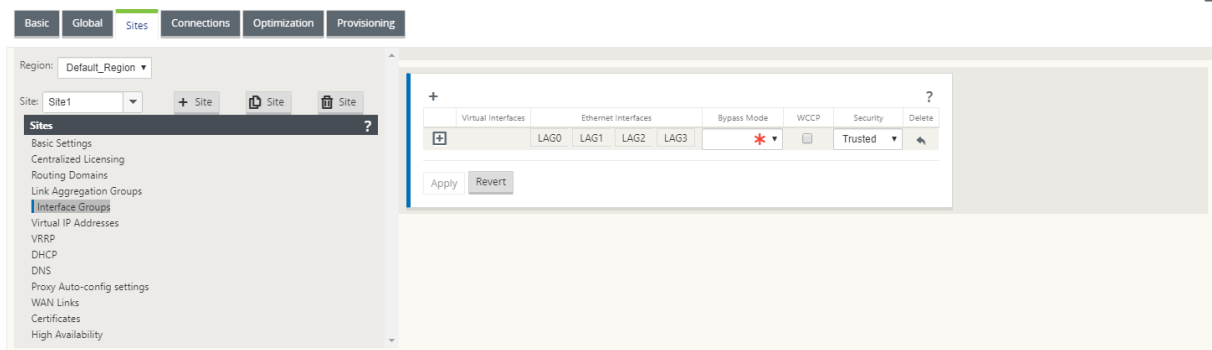 Basic Global Sites Connections Optimization Provisioning
Region: Default_Region ▼
Site: Site1 + Site Site Site
Sites ?
Basic Settings
Centralized Licensing
Routing Domains
Link Aggregation Groups
Interface Groups
Virtual IP Addresses
VRRP
DHCP
DNS
Proxy Auto-config settings
WAN Links
Certificates
High Availability
+ ?
Virtual Interfaces Ethernet Interfaces Bypass Mode WCCP Security Delete
+ LAG0 LAG1 LAG2 LAG3 * ▼ Trusted ▼
Apply Revert